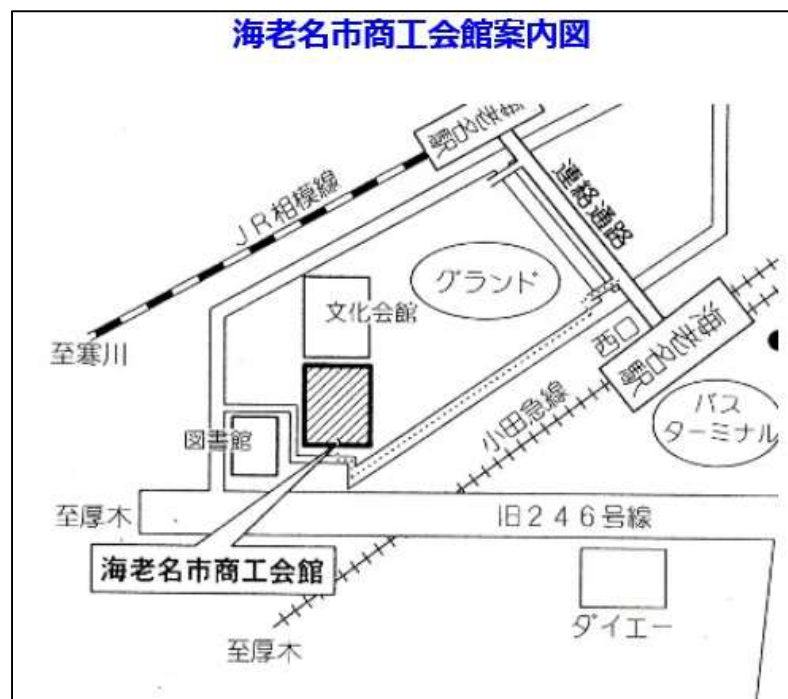 海老名市商工会館案内図
海老名駅
JR相模線
連絡通路
グランド
文化会館
至寒川
西口
海老名駅
小田急線
バス
ターミナル
図書館
至厚木
旧246号線
海老名市商工会館
ダイエー
至厚木